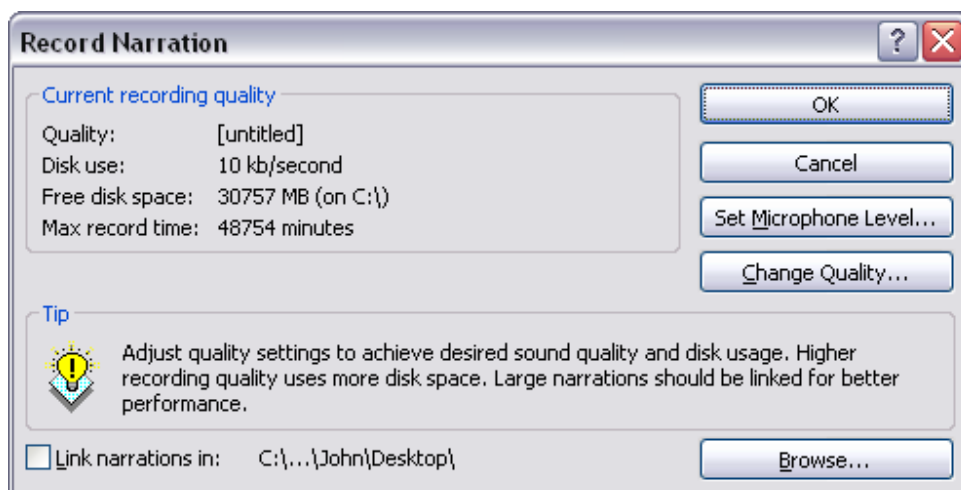 Record Narration
Current recording quality
Quality: [untitled]
Disk use: 10 kb/second
Free disk space: 30757 MB (on C:\)
Max record time: 48754 minutes
OK
Cancel
Set Microphone Level...
Change Quality...
Tip
Adjust quality settings to achieve desired sound quality and disk usage. Higher
recording quality uses more disk space. Large narrations should be linked for better
performance.
Link narrations in: C:\...\John\Desktop\
Browse...